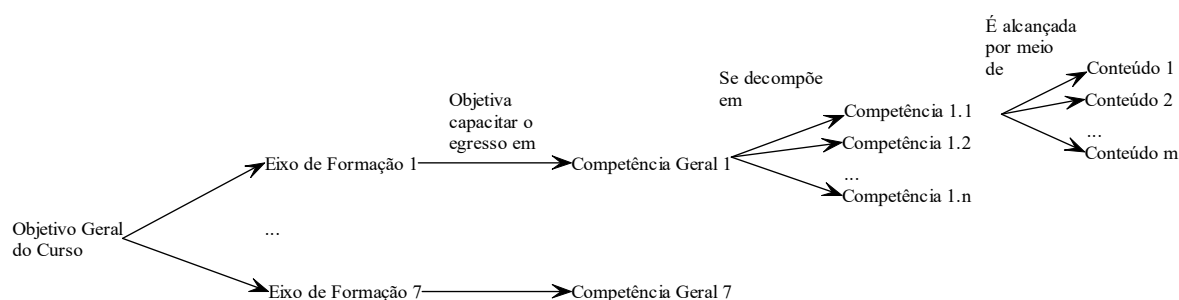 É alcançada
por meio
de
Conteúdo 1
Se decompõe
em
Objetiva
capacitar o
egresso em
Competência 1.1
Conteúdo 2
...
Competência 1.2
Conteúdo m
Eixo de Formação 1
Competência Geral 1
...
Competência 1.n
Objetivo Geral
do Curso
...
Eixo de Formação 7
Competência Geral 7